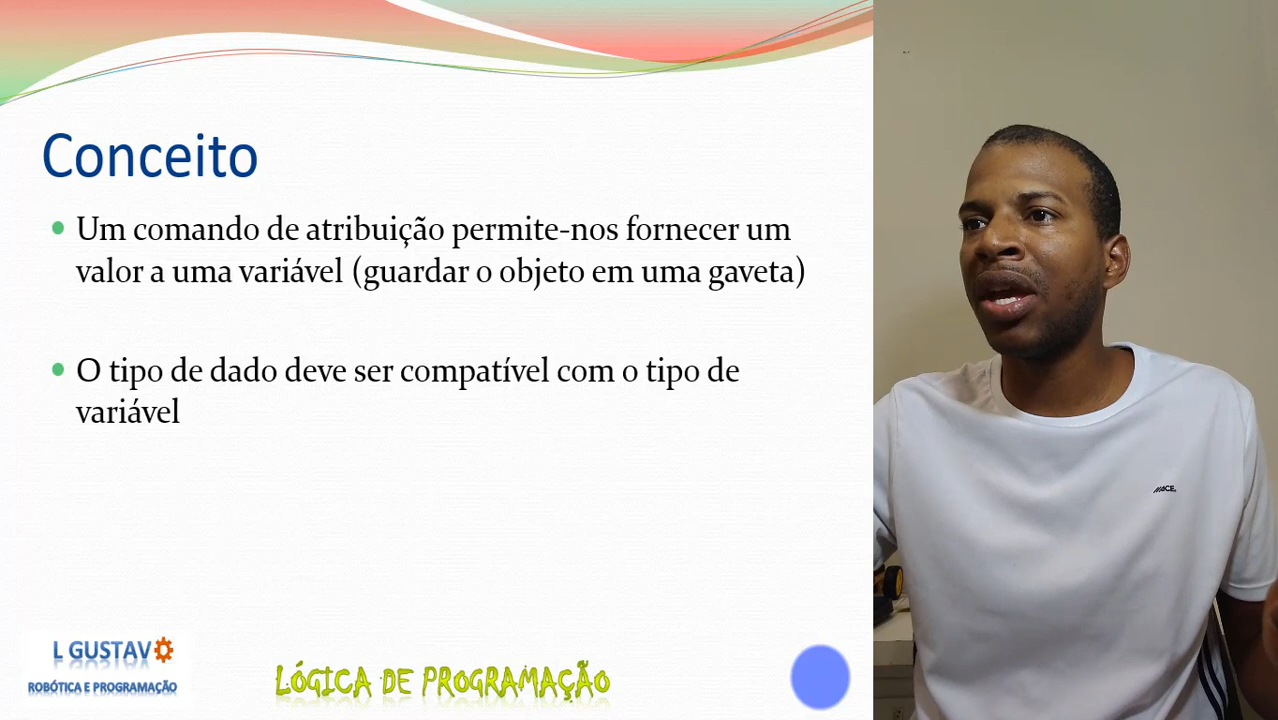 Conceito
Um comando de atribuição permite-nos fornecer um
valor a uma variável (guardar o objeto em uma gaveta)
O tipo de dado deve ser compatível com o tipo de
variável
L GUSTAVO
ROBÓTICA E PROGRAMAÇÃO
LÓGICA DE PROGRAMAÇÃO